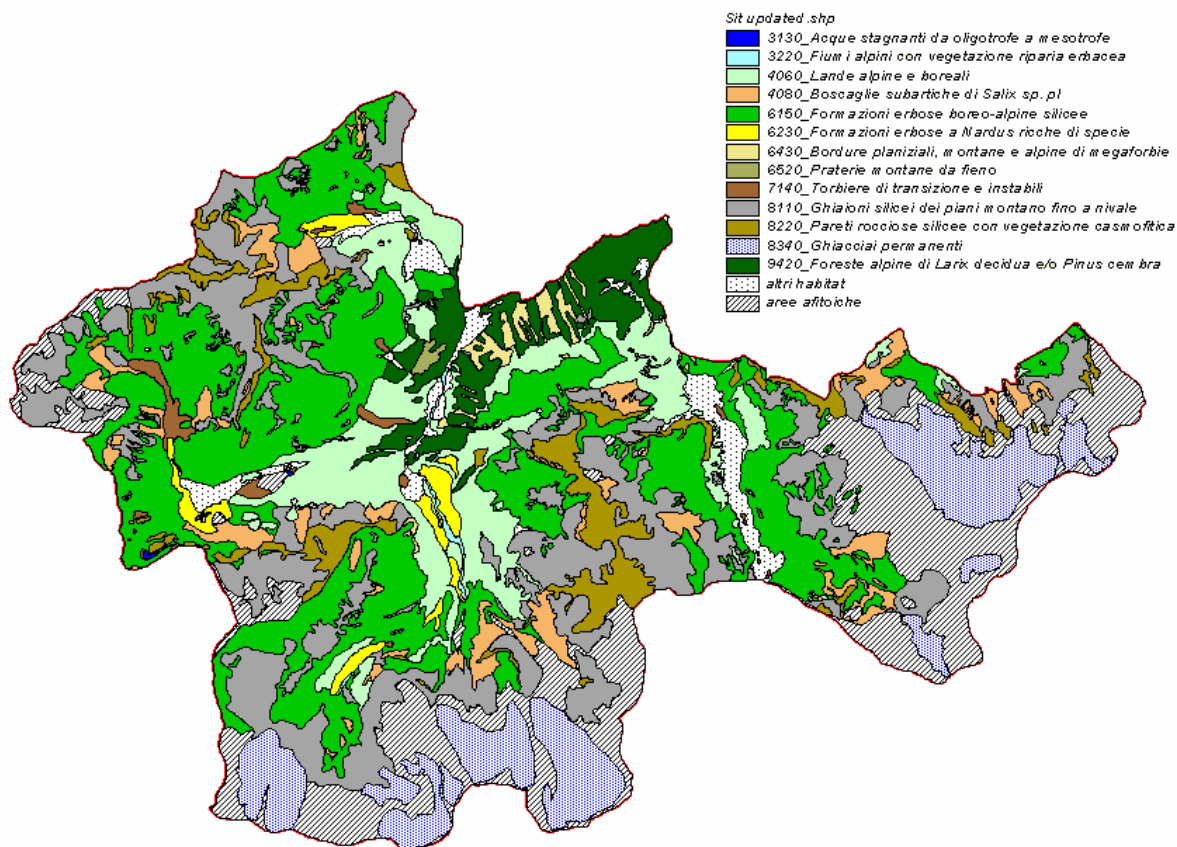 Sit updated.shp
3130_Acque stagnanti da oligotrofe a mesotrofe
3220_Fiumi alpini con vegetazione riparia erbacea
4060_Lande alpine e boreali
4080_Boscaglie subartiche di Salix sp.pl
6150_Formazioni erbose boreo-alpine silicee
6230_Formazioni erbose a Nardus ricche di specie
6430_Bordure planiziali, montane e alpine di megaforbie
6520_Praterie montane da fieno
7140_Torbiere di transizione e instabili
8110_Ghiaioni silicei dei piani montano fino a nivale
8220_Pareti rocciose silicee con vegetazione casmofitica
8340_Ghiacciai permanenti
9420_Foreste alpine di Larix decidua e/o Pinus cembra
altri habitat
aree afitoiche